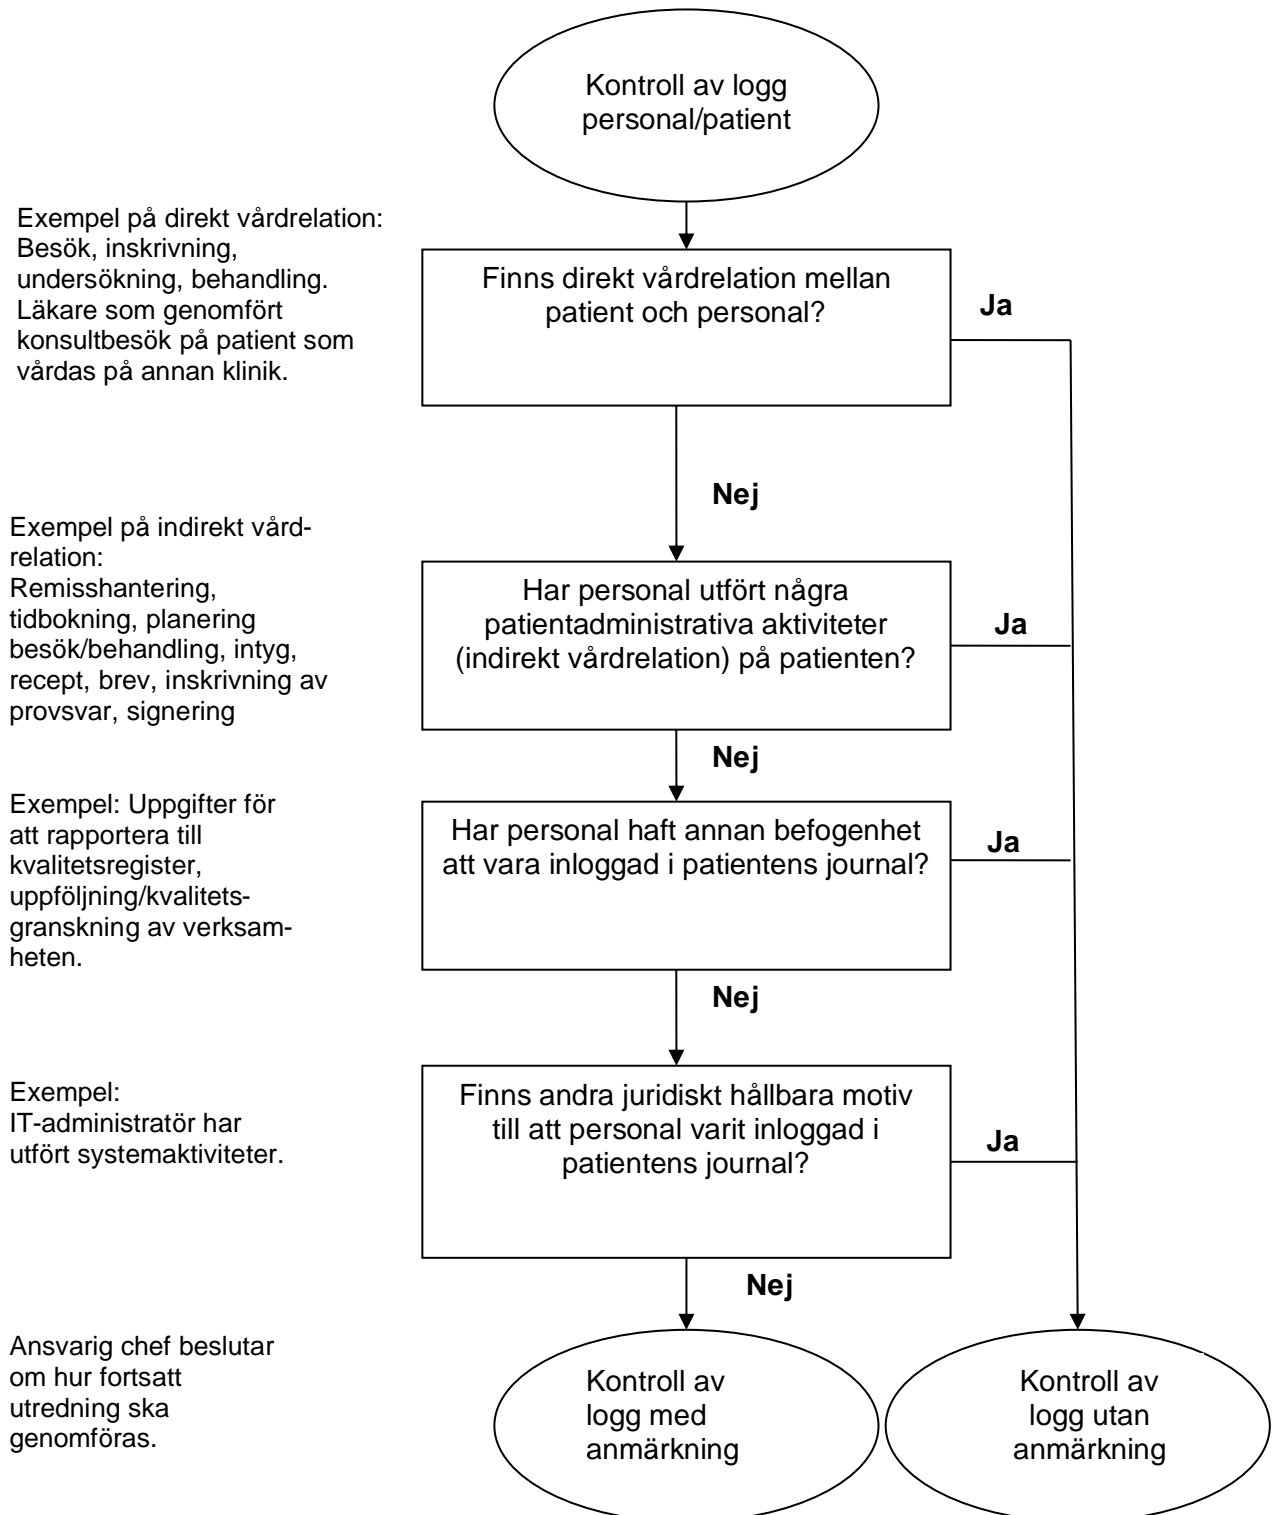 Kontroll av logg
personal/patient
Exempel på direkt vårdrelation:
Besök, inskrivning,
undersökning, behandling.
Läkare som genomfört
konsultbesök på patient som
vårdas på annan klinik.
Finns direkt vårdrelation mellan
patient och personal?
Ja
Nej
Exempel på indirekt vård-
relation:
Remisshantering,
tidbokning, planering
besök/behandling, intyg,
recept, brev, inskrivning av
provsvar, signering
Har personal utfört några
patientadministrativa aktiviteter
(indirekt vårdrelation) på patienten?
Ja
Nej
Exempel: Uppgifter för
att rapportera till
kvalitetsregister,
uppföljning/kvalitets-
granskning av verksam-
heten.
Har personal haft annan befogenhet
att vara inloggad i patientens journal?
Ja
Nej
Exempel:
IT-administratör har
utfört systemaktiviteter.
Finns andra juridiskt hållbara motiv
till att personal varit inloggad i
patientens journal?
Ja
Nej
Ansvarig chef beslutar
om hur fortsatt
utredning ska
genomföras.
Kontroll av
logg med
anmärkning
Kontroll av
logg utan
anmärkning